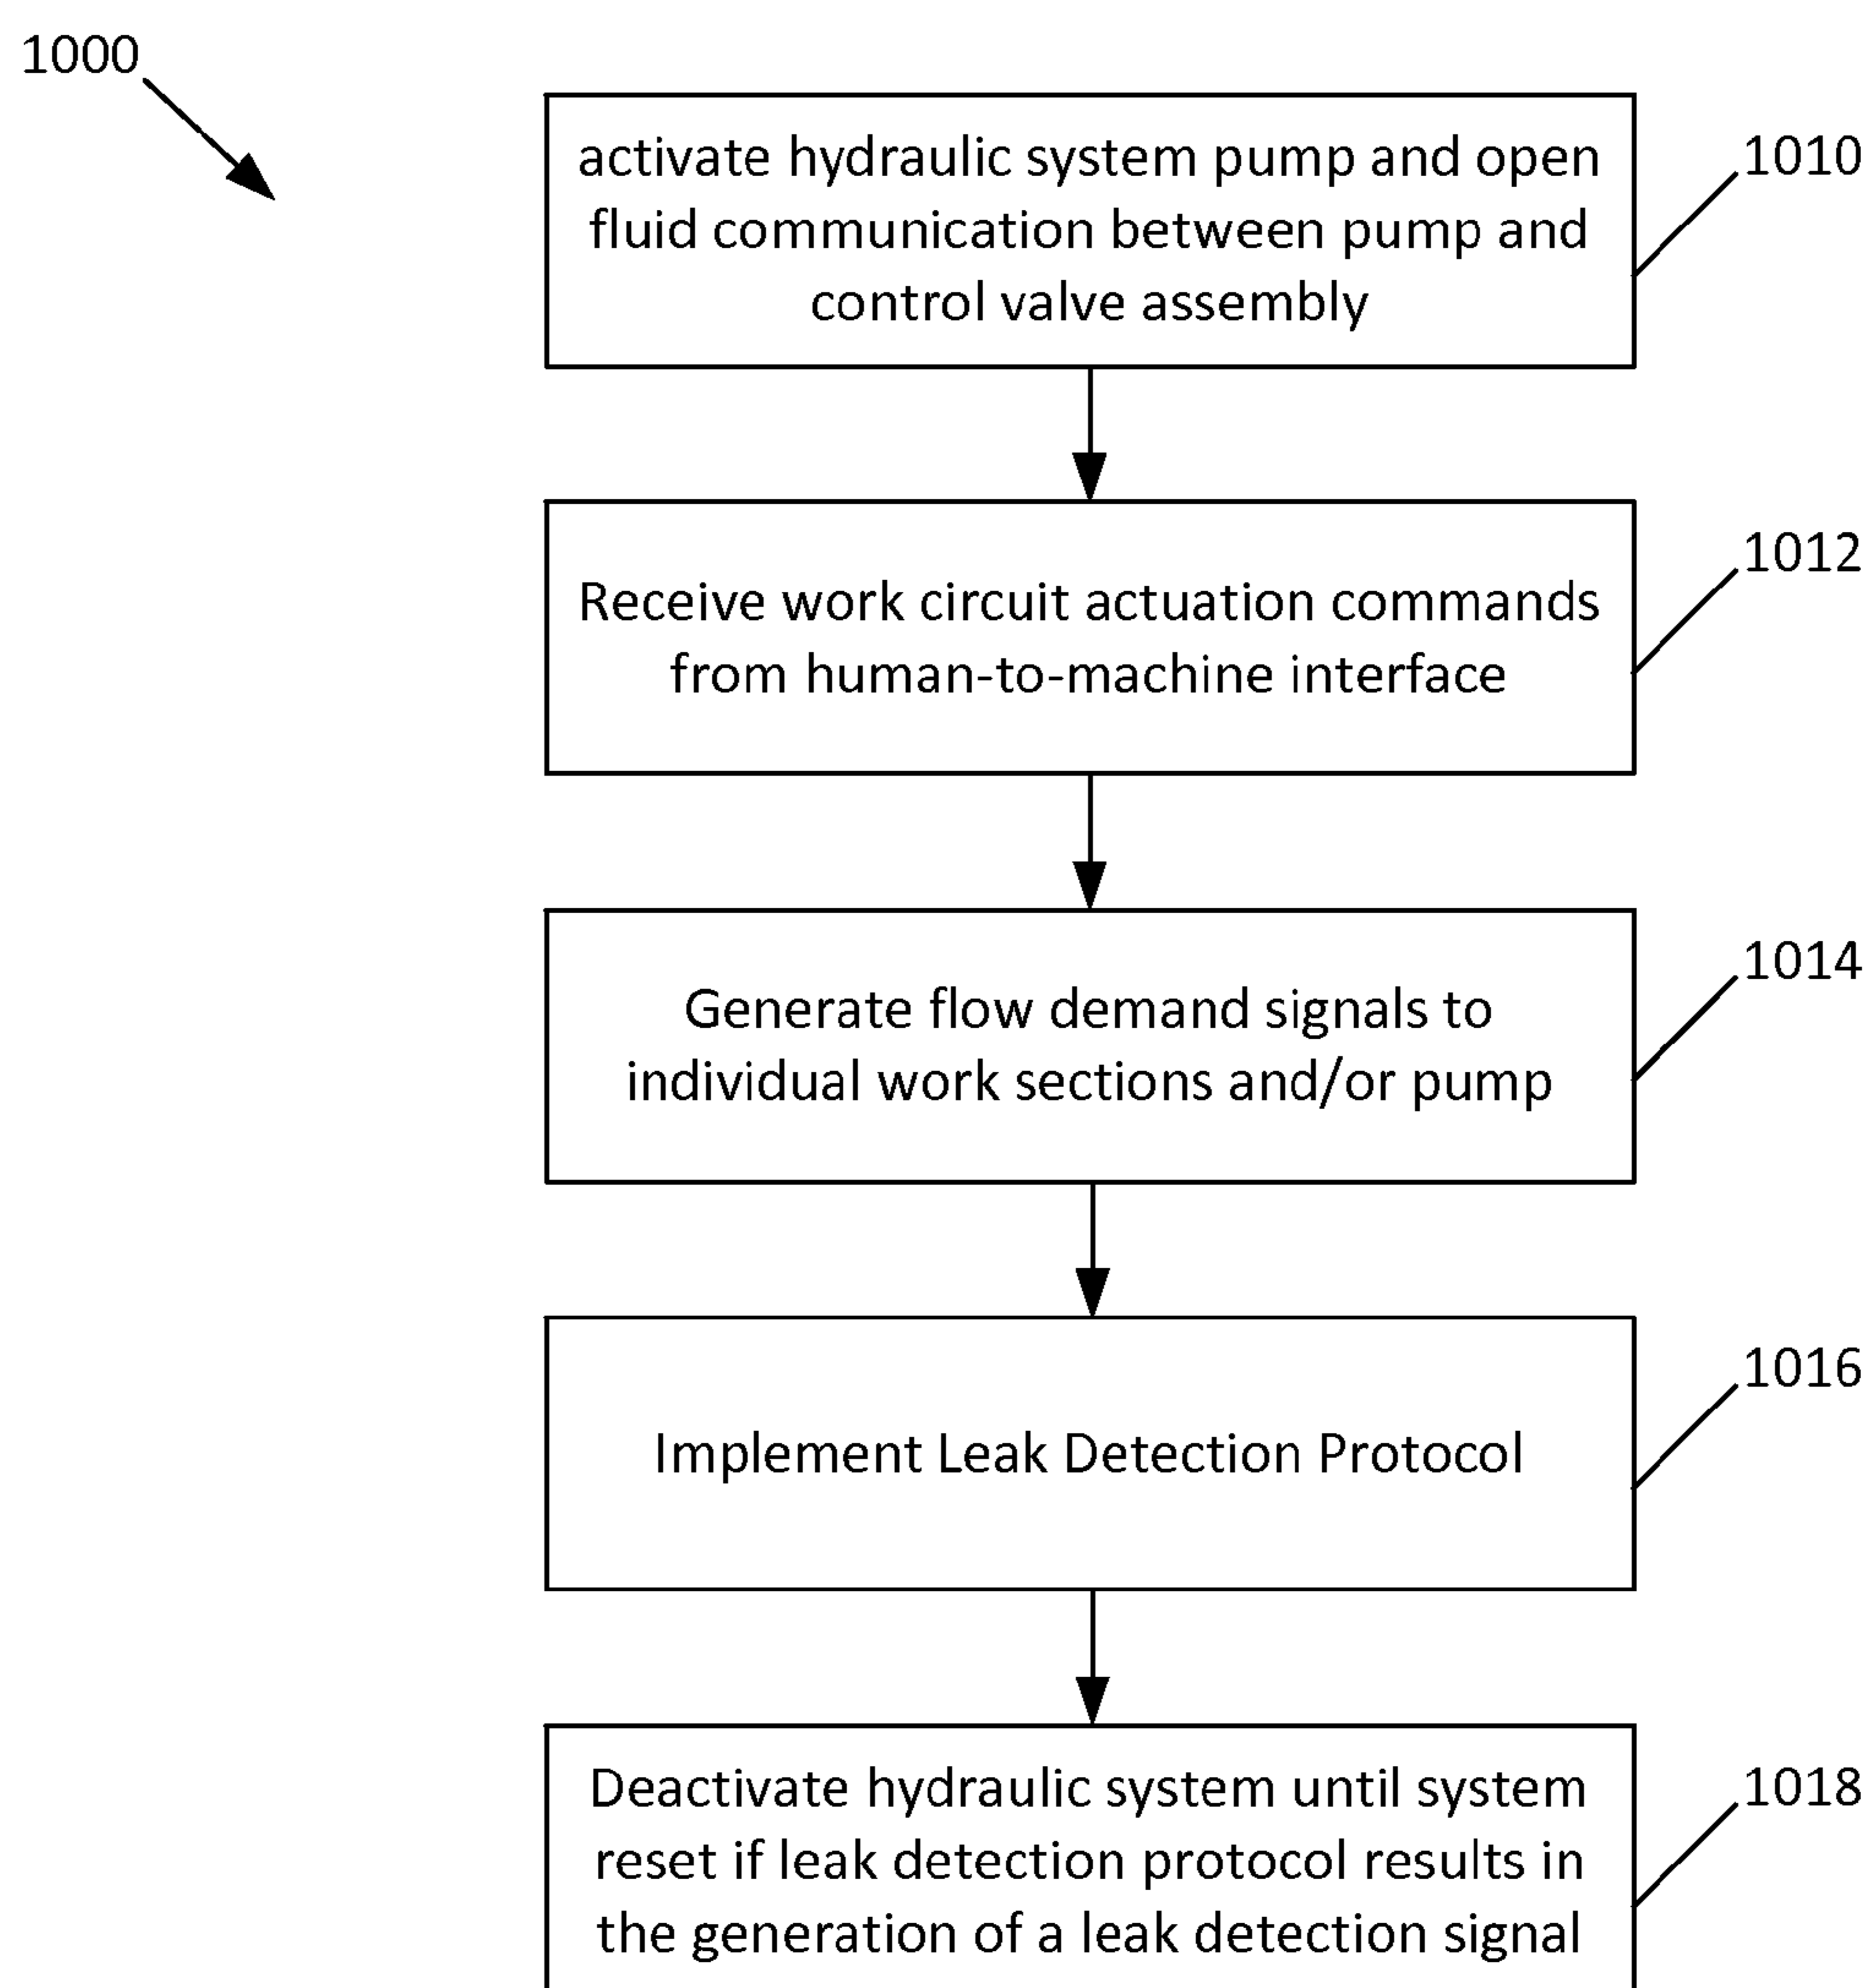 1000
activate hydraulic system pump and open
fluid communication between pump and
control valve assembly
1010
Receive work circuit actuation commands
from human-to-machine interface
1012
Generate flow demand signals to
individual work sections and/or pump
1014
Implement Leak Detection Protocol
1016
Deactivate hydraulic system until system
reset if leak detection protocol results in
the generation of a leak detection signal
1018